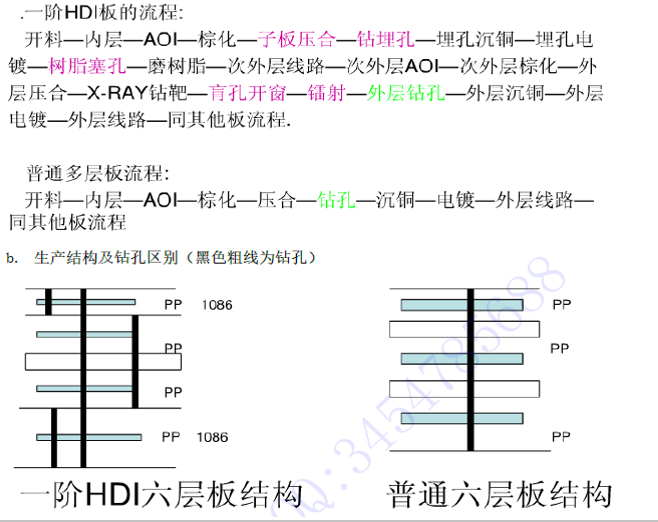 .一阶HDI板的流程:
开料—内层—AOI—棕化—子板压合—钻埋孔—埋孔沉铜—埋孔电
镀—树脂塞孔—磨树脂—次外层线路—次外层AOI—次外层棕化—外
层压合—X-RAY钻靶—肓孔开窗—镭射—外层钻孔—外层沉铜—外层
电镀—外层线路—同其他板流程.
普通多层板流程:
开料—内层—AOI—棕化—压合—钻孔—沉铜—电镀—外层线路—
同其他板流程
b. 生产结构及钻孔区别（黑色粗线为钻孔）
PP 1086
PP
PP
PP 1086
一阶HDI六层板结构
PP
PP
PP
普通六层板结构
QQ:3454785688